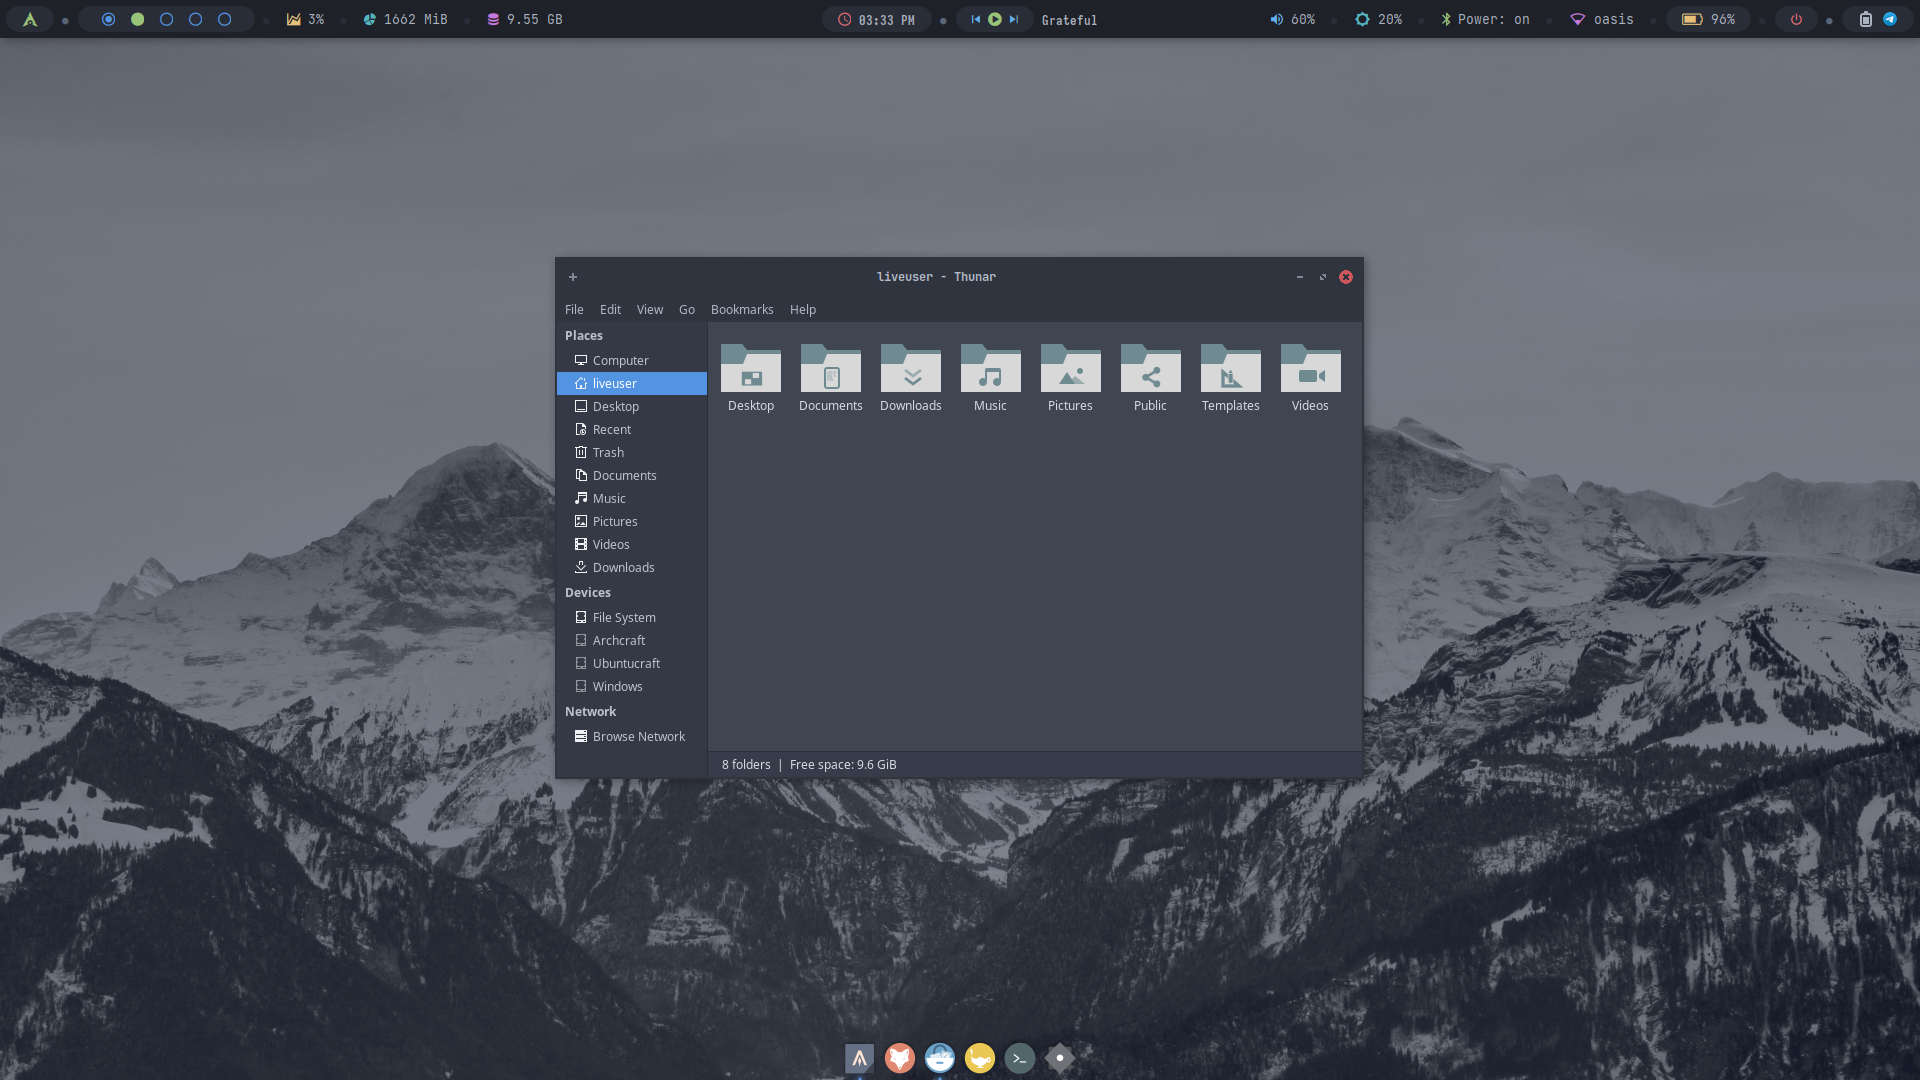 3%
1662 MiB
9.55 GB
03:33 PM
Grateful
60%
20%
Power: on
oasis
96%
liveuser - Thunar
File Edit View Go Bookmarks Help
Places
Computer
liveuser
Desktop
Recent
Trash
Documents
Music
Pictures
Videos
Downloads
Devices
File System
Archcraft
Ubuntucraft
Windows
Network
Browse Network
Desktop Documents Downloads Music Pictures Public Templates Videos
8 folders | Free space: 9.6 GiB